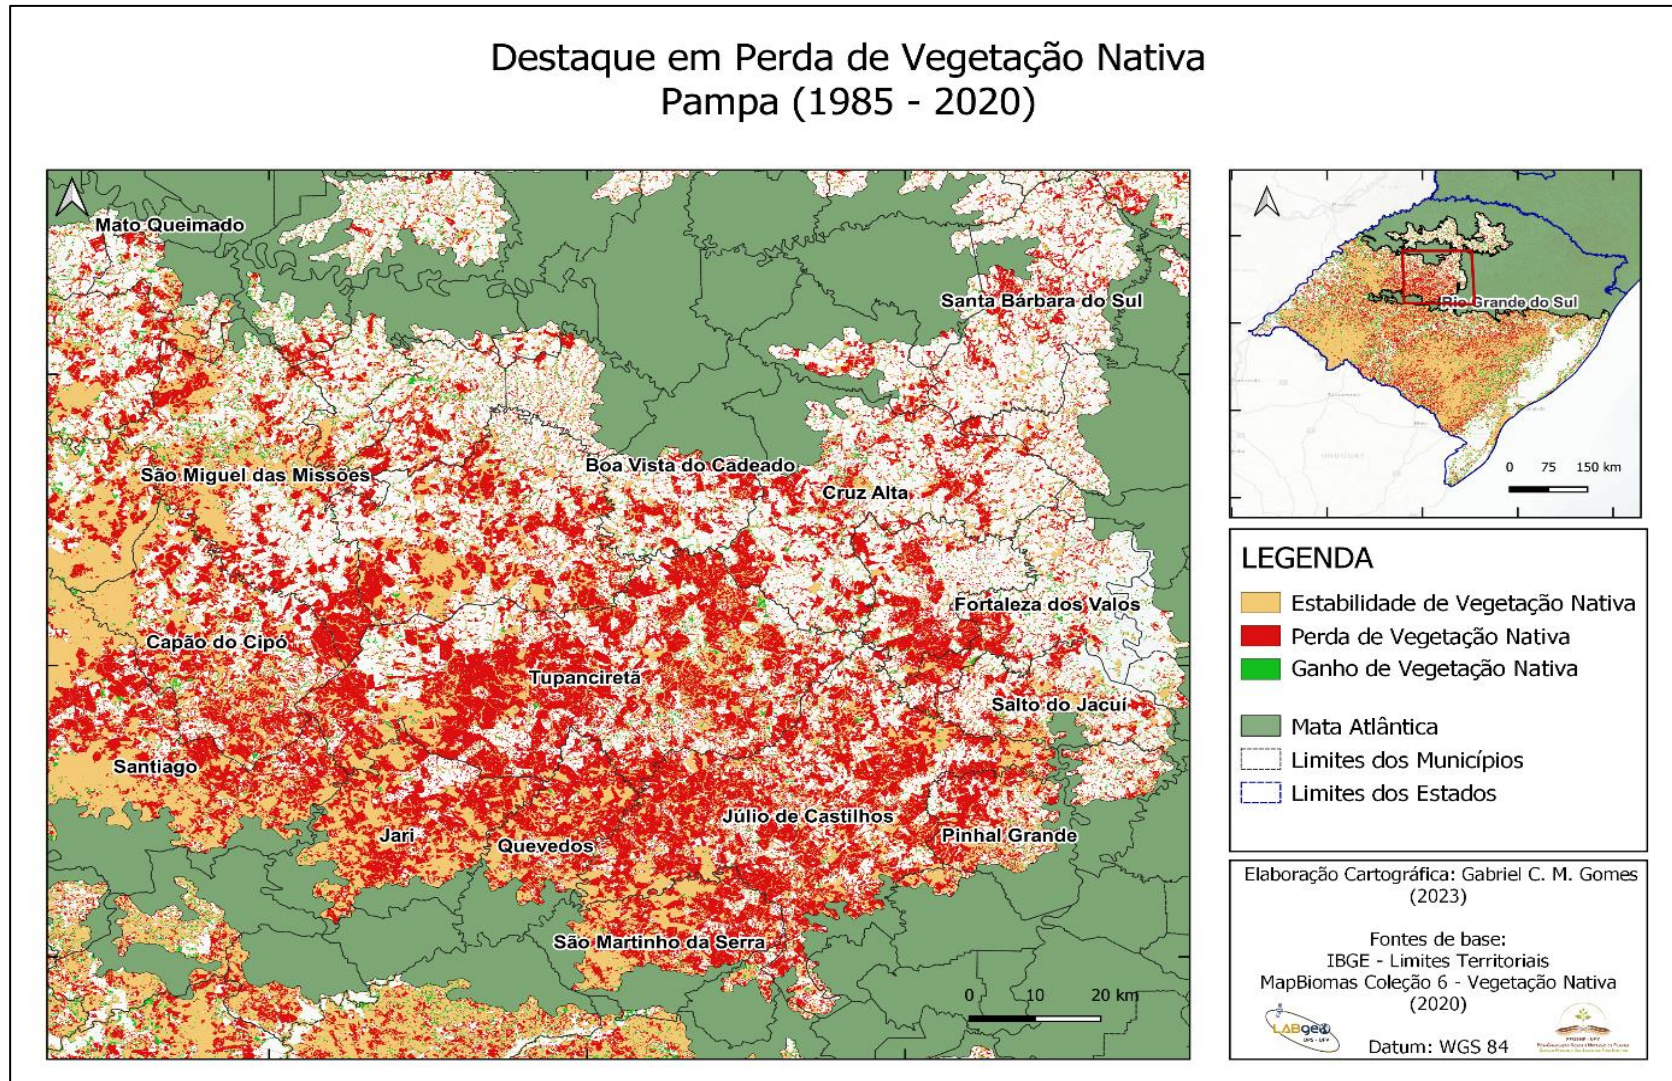 Destaque em Perda de Vegetação Nativa
Pampa (1985 - 2020)
Mato Queimado
Santa Bárbara do Sul
São Miguel das Missões
Boa Vista do Cadeado
Cruz Alta
Fortaleza dos Valos
Capão do Cipó
Tupanciretã
Salto do Jacuí
Santiago
Jari
Quevedos
Júlio de Castilhos
Pinhal Grande
São Martinho da Serra
0 10 20 km
Rio Grande do Sul
URUGUAY
0 75 150 km
LEGENDA
Estabilidade de Vegetação Nativa
Perda de Vegetação Nativa
Ganho de Vegetação Nativa
Mata Atlântica
Limites dos Municípios
Limites dos Estados
Elaboração Cartográfica: Gabriel C. M. Gomes
(2023)
Fontes de base:
IBGE - Limites Territoriais
MapBiomas Coleção 6 - Vegetação Nativa
(2020)
LABgeo
DPS - UFV
Datum: WGS 84